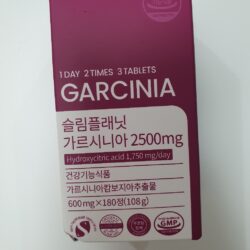 1 DAY 2 TIMES 3 TABLETS
GARCINIA
슬림플래닛
가르시니아 2500mg
Hydroxycitric acid 1,750 mg/day
건강기능식품
가르시니아캄보지아추출물
600mg×180정(108g)
GMP